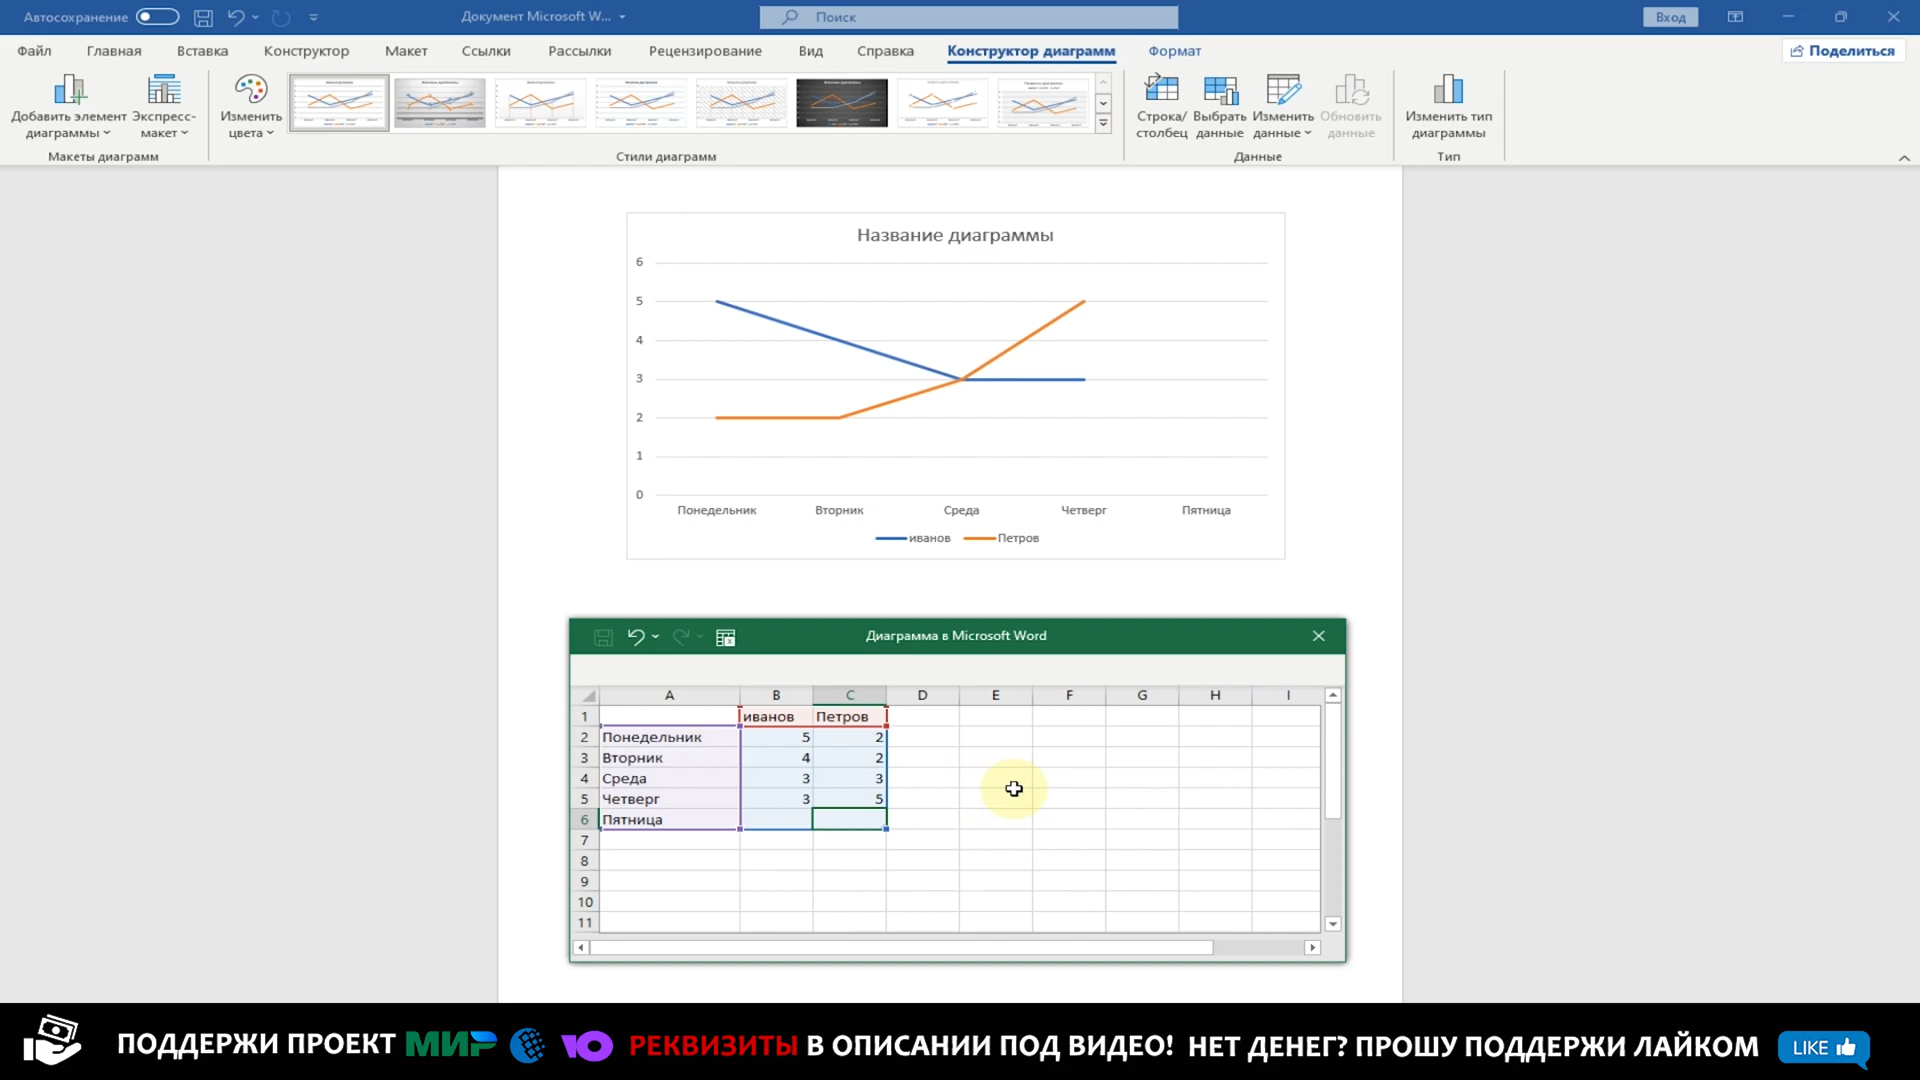 Автосохранение
Документ Microsoft W...
Поиск
Вход
Файл Главная Вставка Конструктор Макет Ссылки Рассылки Рецензирование Вид Справка Конструктор диаграмм Формат
Поделиться
Добавить элемент диаграммы
Экспресс-макет
Изменить цвета
Строка/столбец
Выбрать данные
Изменить данные
Обновить данные
Изменить тип диаграммы
Макеты диаграмм
Стили диаграмм
Данные
Тип
Название диаграммы
6
5
4
3
2
1
0
Понедельник Вторник Среда Четверг Пятница
иванов Петров
Диаграмма в Microsoft Word
A B C D E F G H I
1 иванов Петров
2 Понедельник 5 2
3 Вторник 4 2
4 Среда 3 3
5 Четверг 3 5
6 Пятница
7
8
9
10
11
ПОДДЕРЖИ ПРОЕКТ МИР Ю РЕКВИЗИТЫ В ОПИСАНИИ ПОД ВИДЕО! НЕТ ДЕНЕГ? ПРОШУ ПОДДЕРЖИ ЛАЙКОМ LIKE